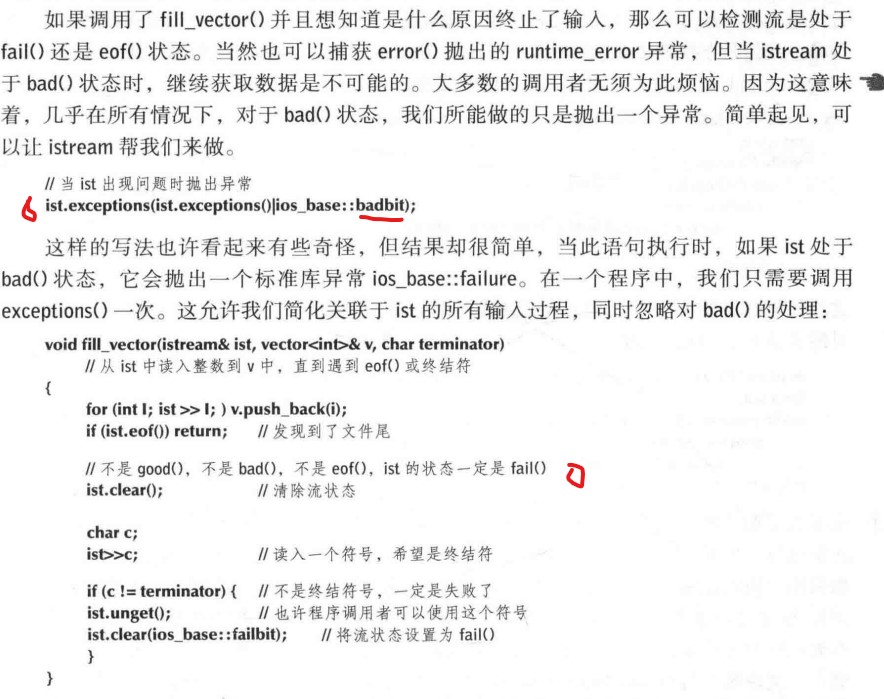 如果调用了 fill_vector() 并且想知道是什么原因终止了输入，那么可以检测流是处于
fail() 还是 eof() 状态。当然也可以捕获 error() 抛出的 runtime_error 异常，但当 istream 处
于 bad() 状态时，继续获取数据是不可能的。大多数的调用者无须为此烦恼。因为这意味
着，几乎在所有情况下，对于 bad() 状态，我们所能做的只是抛出一个异常。简单起见，可
以让 istream 帮我们来做。
// 当 ist 出现问题时抛出异常
ist.exceptions(ist.exceptions()|ios_base::badbit);
这样的写法也许看起来有些奇怪，但结果却很简单，当此语句执行时，如果 ist 处于
bad() 状态，它会抛出一个标准库异常 ios_base::failure。在一个程序中，我们只需要调用
exceptions() 一次。这允许我们简化关联于 ist 的所有输入过程，同时忽略对 bad() 的处理：
void fill_vector(istream& ist, vector<int>& v, char terminator)
// 从 ist 中读入整数到 v 中，直到遇到 eof() 或终结符
{
for (int I; ist >> I; ) v.push_back(i);
if (ist.eof()) return; // 发现到了文件尾
// 不是 good()，不是 bad()，不是 eof()，ist 的状态一定是 fail()
ist.clear(); // 清除流状态
char c;
ist>>c; // 读入一个符号，希望是终结符
if (c != terminator) { // 不是终结符号，一定是失败了
ist.unget(); // 也许程序调用者可以使用这个符号
ist.clear(ios_base::failbit); // 将流状态设置为 fail()
}
}